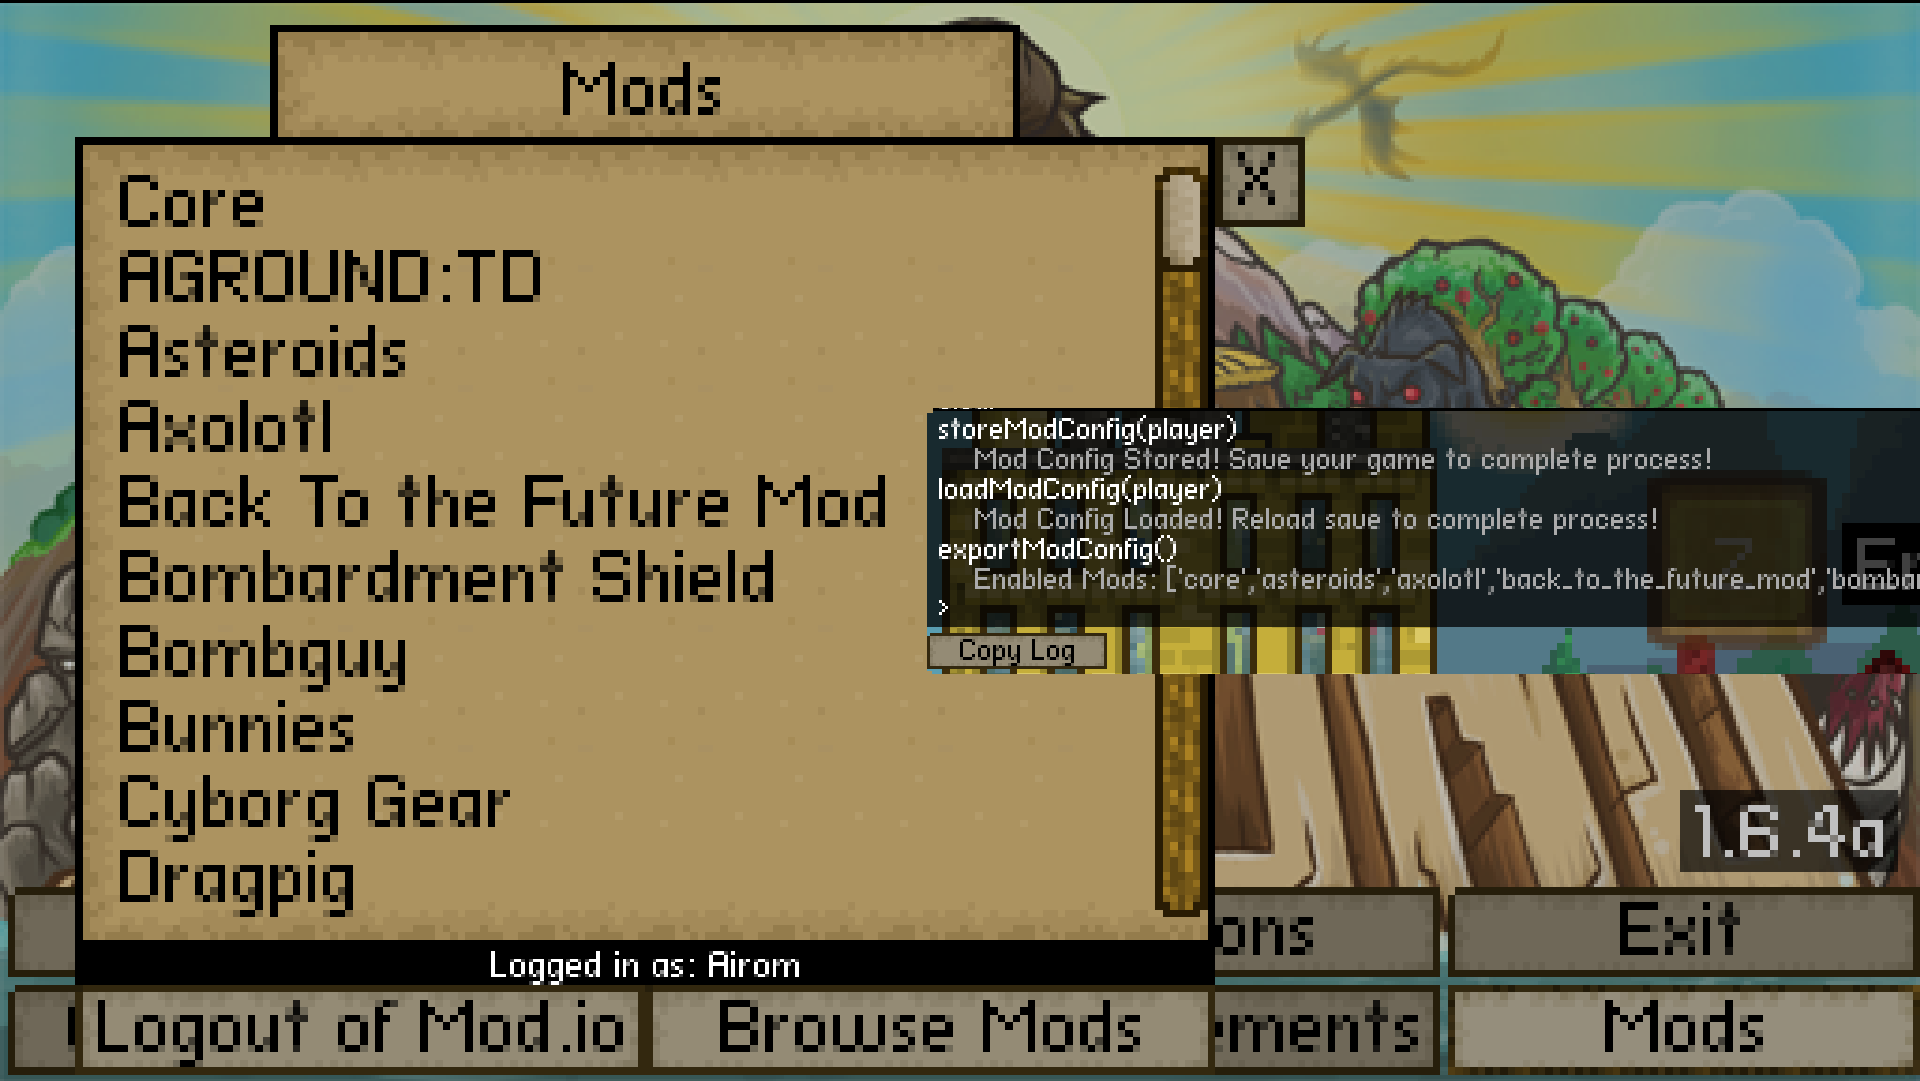 Mods
X
Core
AGROUND:TD
Asteroids
Axolotl
Back To the Future Mod
Bombardment Shield
Bombguy
Bunnies
Cyborg Gear
Dragpig
storeModConfig(player)
Mod Config Stored! Save your game to complete process!
loadModConfig(player)
Mod Config Loaded! Reload save to complete process!
exportModConfig()
Enabled Mods: ['core','asteroids','axolotl','back_to_the_future_mod','bombar
>
Copy Log
Z
1.6.4a
ons
Exit
Logged in as: Airom
Logout of Mod.io
Browse Mods
ements
Mods